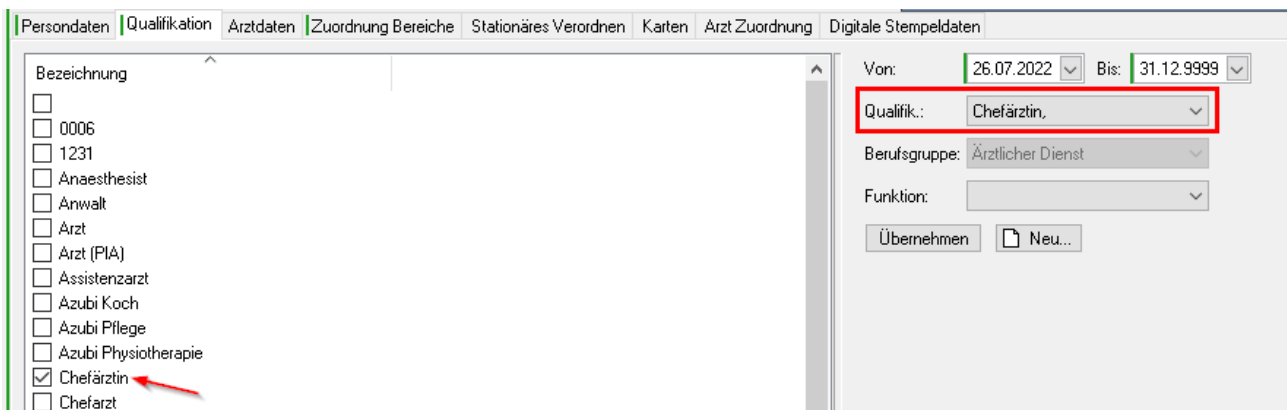 Persondaten Qualifikation Arztdaten Zuordnung Bereiche Stationäres Verordnen Karten Arzt Zuordnung Digitale Stempeldaten
Bezeichnung
0006
1231
Anaesthesist
Anwalt
Arzt
Arzt (PIA)
Assistenzarzt
Azubi Koch
Azubi Pflege
Azubi Physiotherapie
Chefärztin
Chefarzt
Von: 26.07.2022 Bis: 31.12.9999
Qualifik.: Chefärztin,
Berufsgruppe: Ärztlicher Dienst
Funktion:
Übernehmen Neu...